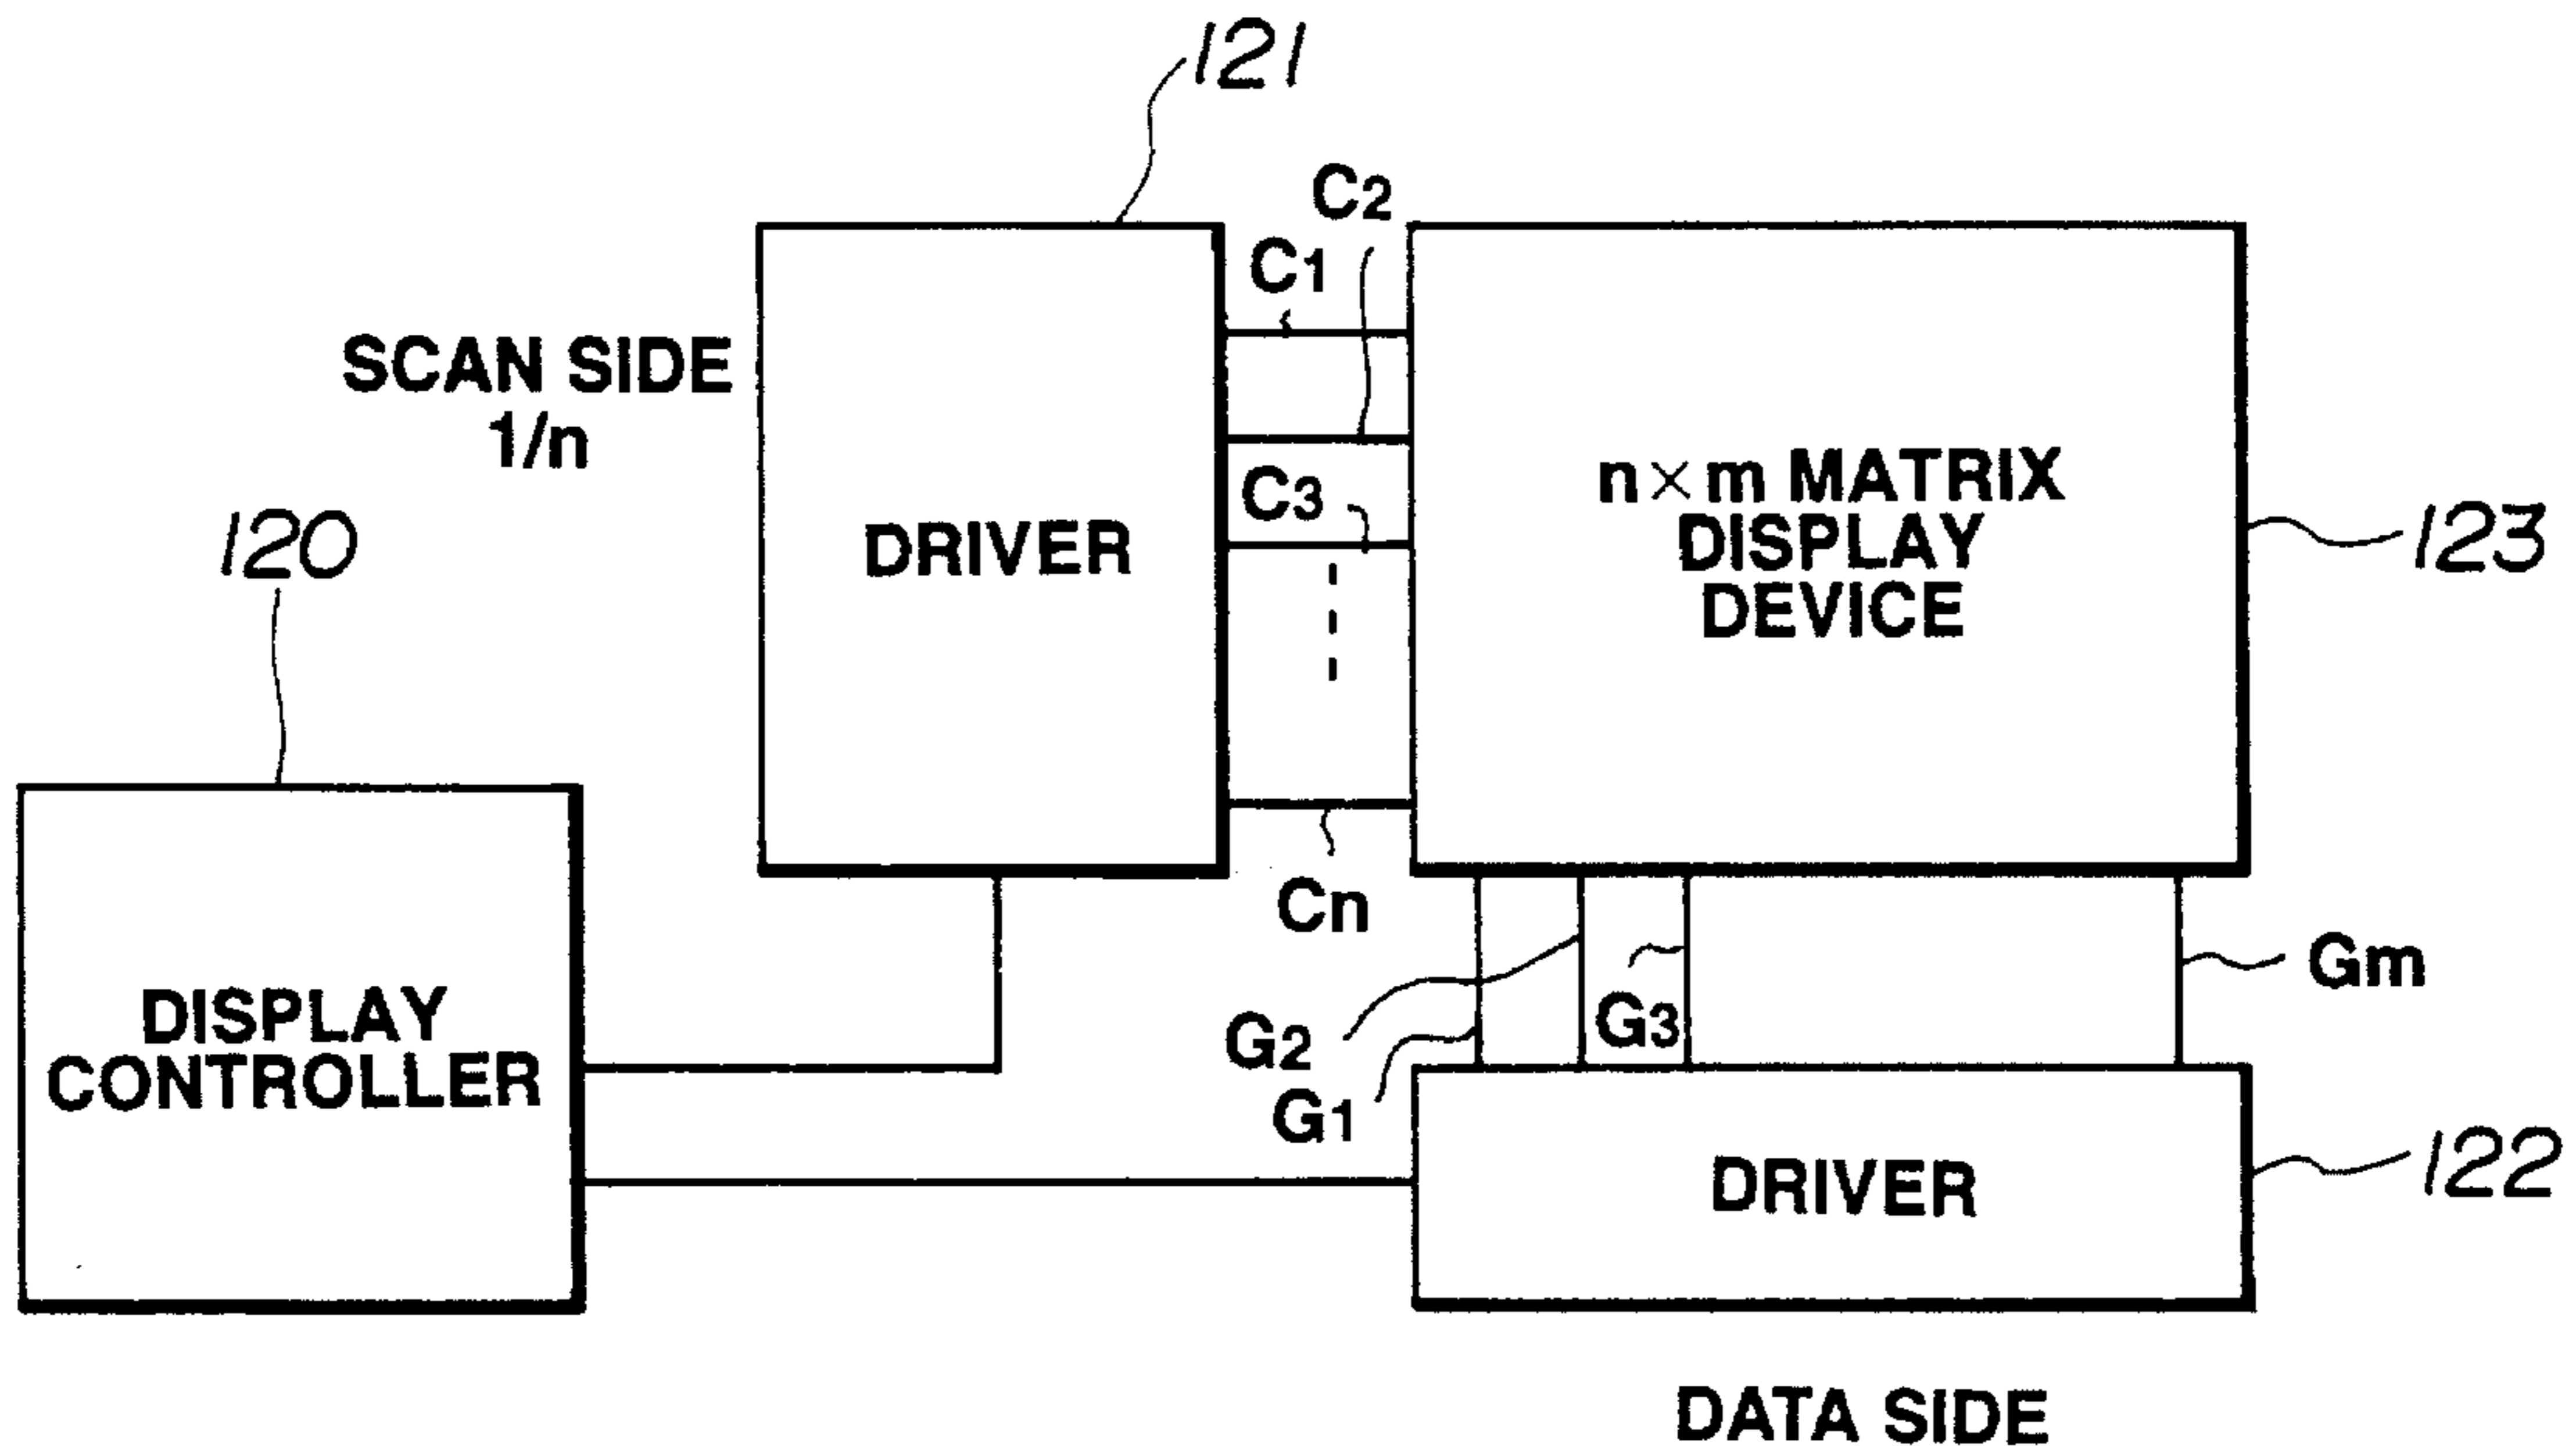 121
C2
C1
SCAN SIDE
1/n
C3
n×m MATRIX
DISPLAY
DEVICE
DRIVER
120
123
Cn
Gm
DISPLAY
CONTROLLER
G2
G3
G1
DRIVER
122
DATA SIDE